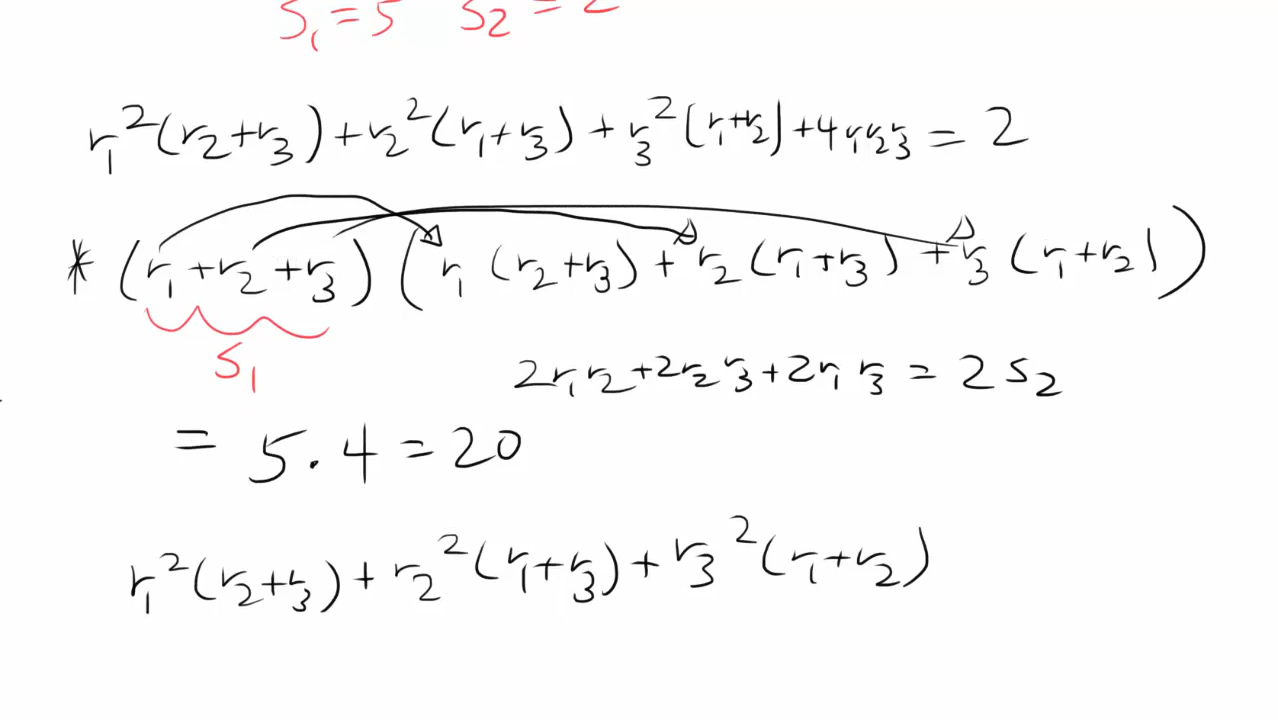 S₁ = 5 S₂ = 2
r₁²(r₂+r₃)+r₂²(r₁+r₃)+r₃²(r₁+r₂)+4r₁r₂r₃ = 2
* (r₁+r₂+r₃)(r₁(r₂+r₃)+r₂(r₁+r₃)+r₃(r₁+r₂))
S₁
2r₁r₂+2r₂r₃+2r₁r₃ = 2S₂
= 5.4 = 20
r₁²(r₂+r₃)+r₂²(r₁+r₃)+r₃²(r₁+r₂)